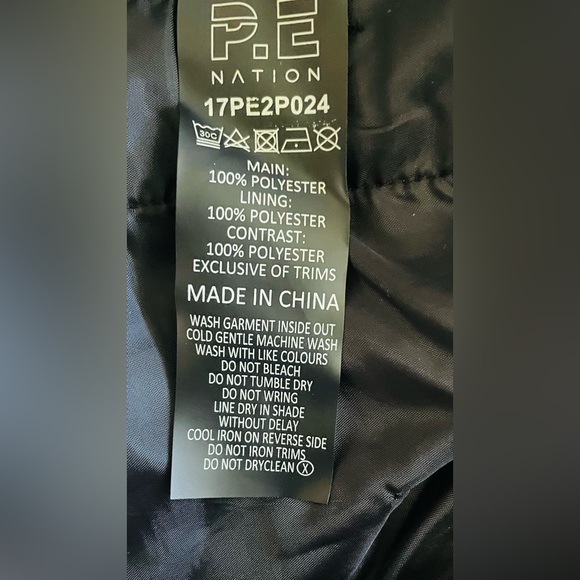 P.E
NATION
17PE2P024
30C
MAIN:
100% POLYESTER
LINING:
100% POLYESTER
CONTRAST:
100% POLYESTER
EXCLUSIVE OF TRIMS
MADE IN CHINA
WASH GARMENT INSIDE OUT
COLD GENTLE MACHINE WASH
WASH WITH LIKE COLOURS
DO NOT BLEACH
DO NOT TUMBLE DRY
DO NOT WRING
LINE DRY IN SHADE
WITHOUT DELAY
COOL IRON ON REVERSE SIDE
DO NOT IRON TRIMS
DO NOT DRYCLEAN X